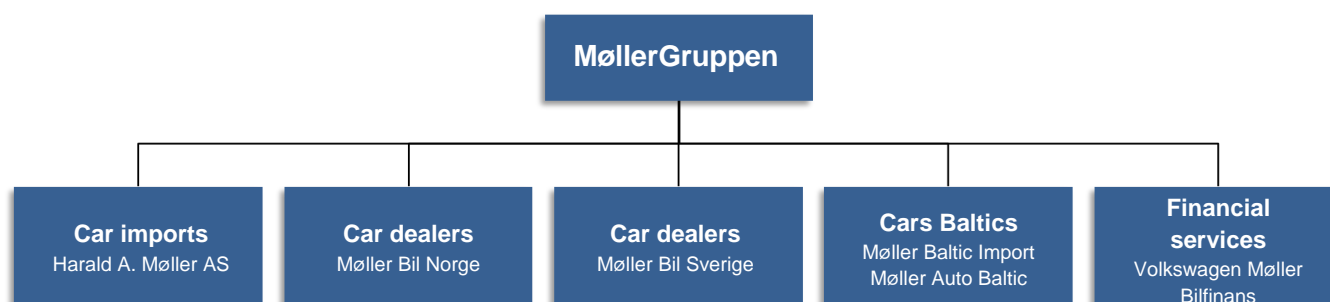 MøllerGruppen
Car imports
Harald A. Møller AS
Car dealers
Møller Bil Norge
Car dealers
Møller Bil Sverige
Cars Baltics
Møller Baltic Import
Møller Auto Baltic
Financial
services
Volkswagen Møller
Bilfinans